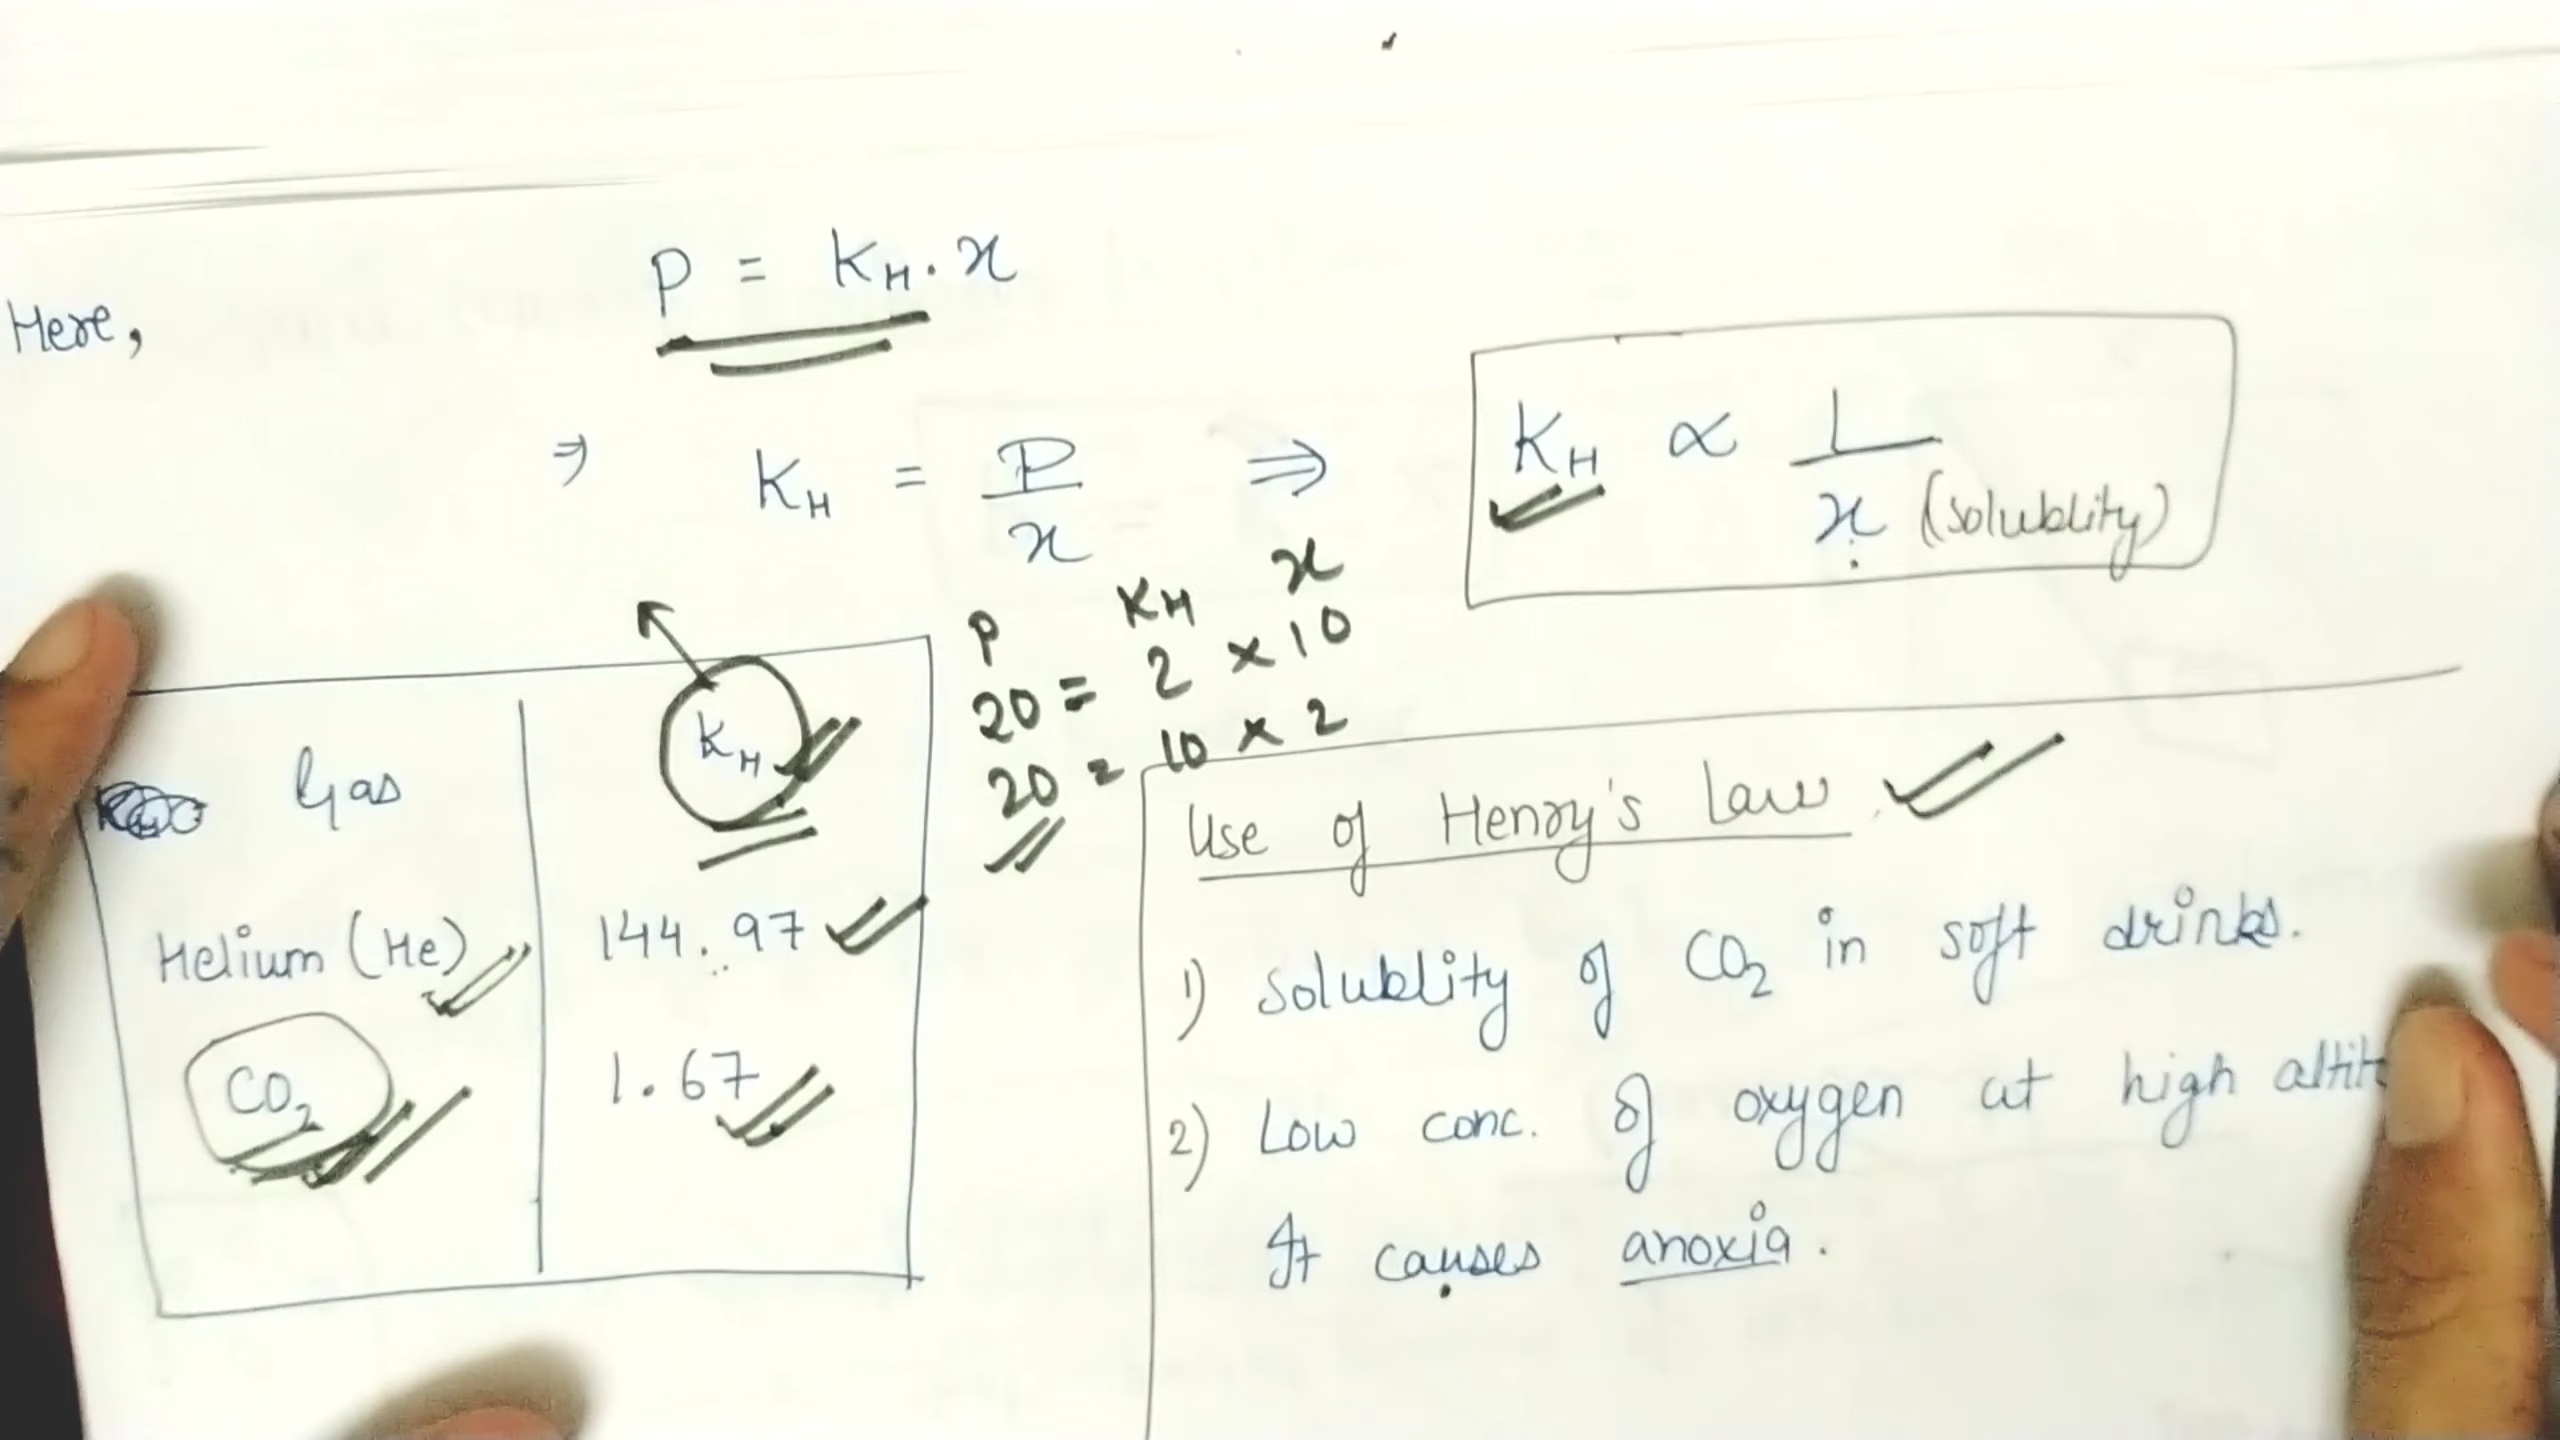 P = KH . x
Here,
⇒ KH = P/x ⇒ KH ∝ 1/x (solublity)
P KH x
20 = 2 × 10
20 = 10 × 2
Gas KH
Helium (He) 144.97
CO2 1.67
Use of Henry's Law
1) Solublity of CO2 in soft drinks.
2) Low conc. of oxygen at high
It causes anoxia.